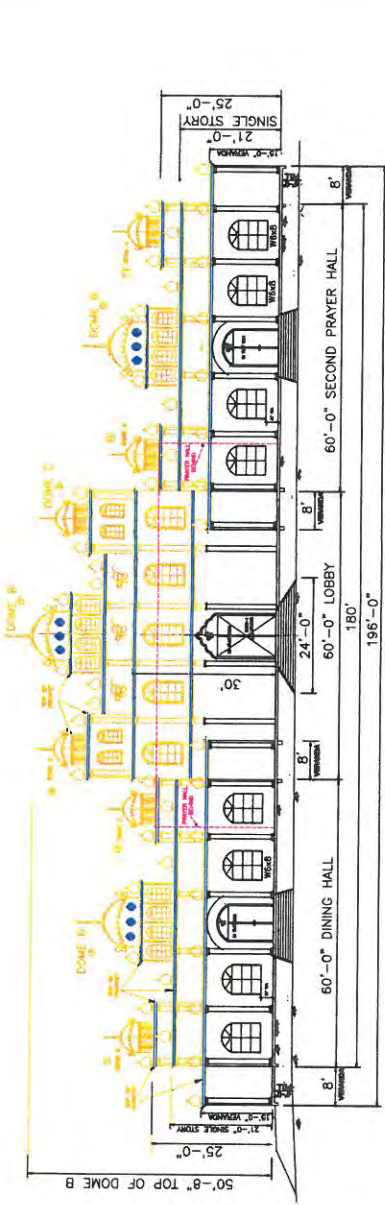 DOME B
DOME C
DOME B
DOME B
PRAYER HALL
BEHIND
PRAYER HALL
BEHIND
50'-8" TOP OF DOME B
25'-0"
21'-0" SINGLE STORY
15'-0" VERANDA
25'-0"
21'-0"
SINGLE STORY
15'-0" VERANDA
30'
W6x8
W6x8
W6x8
8'
VERANDA
60'-0" DINING HALL
8'
VERANDA
24'-0"
60'-0" LOBBY
8'
VERANDA
60'-0" SECOND PRAYER HALL
8'
VERANDA
180'
196'-0"